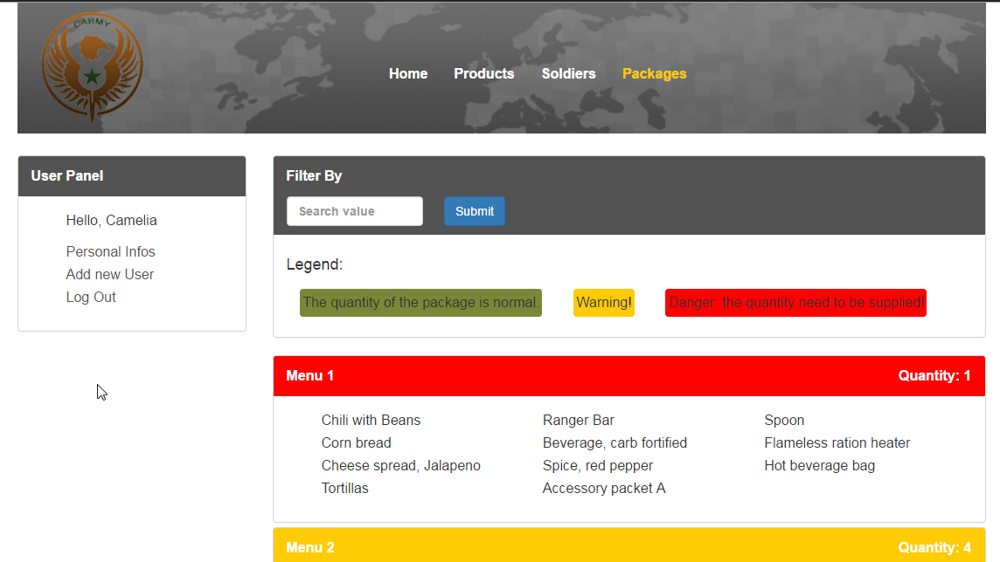 CARMY
Home Products Soldiers Packages
User Panel
Hello, Camelia
Personal Infos
Add new User
Log Out
Filter By
Search value Submit
Legend:
The quantity of the package is normal. Warning! Danger: the quantity need to be supplied!
Menu 1 Quantity: 1
Chili with Beans Ranger Bar Spoon
Corn bread Beverage, carb fortified Flameless ration heater
Cheese spread, Jalapeno Spice, red pepper Hot beverage bag
Tortillas Accessory packet A
Menu 2 Quantity: 4